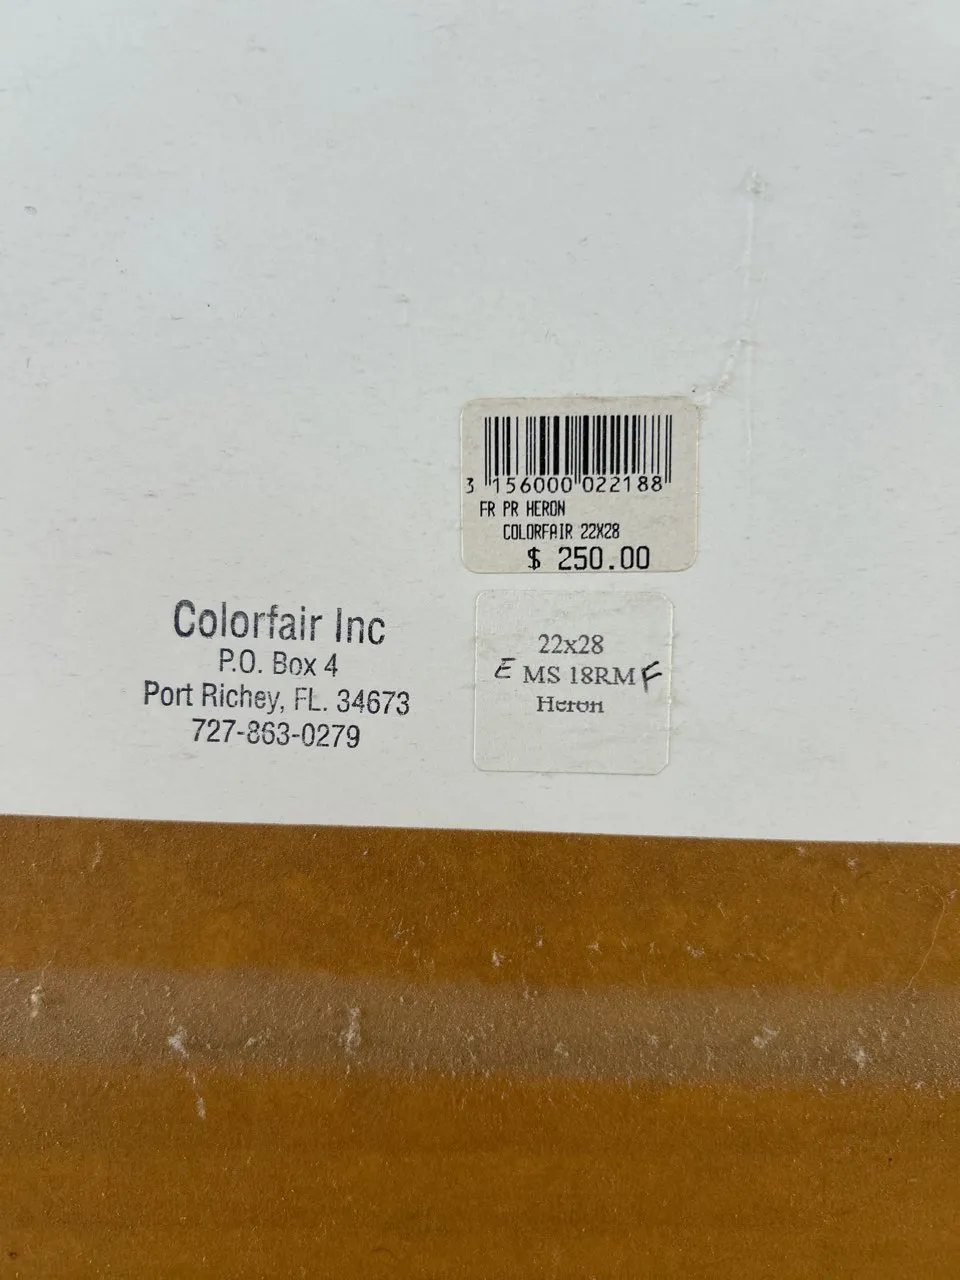 3 156000 022188
FR PR HERON
COLORFAIR 22X28
$ 250.00
Colorfair Inc
P.O. Box 4
Port Richey, FL. 34673
727-863-0279
22x28
E MS 18RM F
Heron